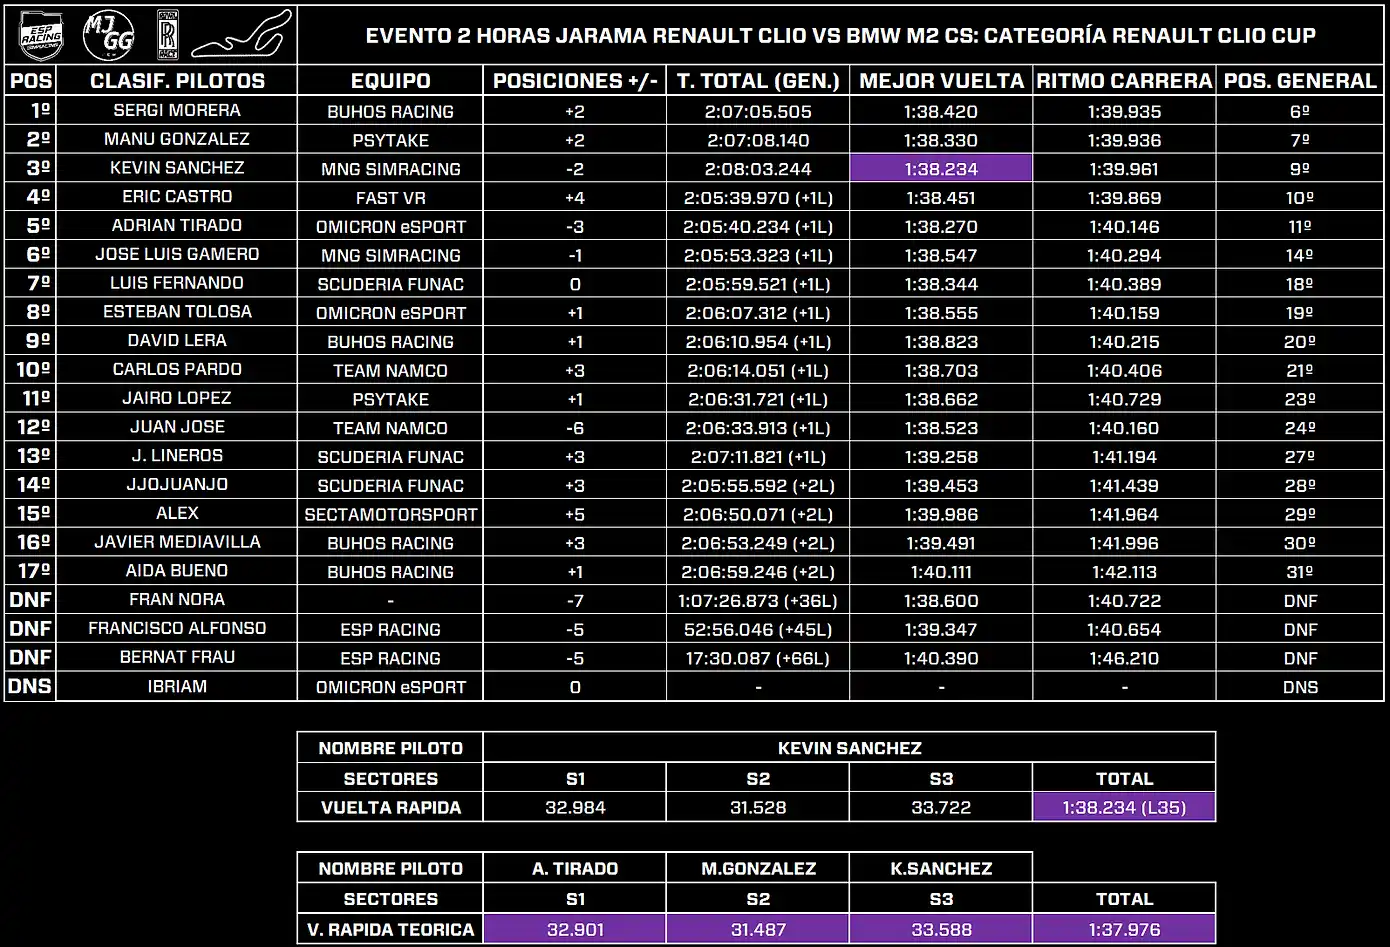 ESP RACING SIMRACING MJ GG RR EVENTO 2 HORAS JARAMA RENAULT CLIO VS BMW M2 CS: CATEGORÍA RENAULT CLIO CUP
POS CLASIF. PILOTOS EQUIPO POSICIONES +/- T. TOTAL (GEN.) MEJOR VUELTA RITMO CARRERA POS. GENERAL
1º SERGI MORERA BUHOS RACING +2 2:07:05.505 1:38.420 1:39.935 6º
2º MANU GONZALEZ PSYTAKE +2 2:07:08.140 1:38.330 1:39.936 7º
3º KEVIN SANCHEZ MNG SIMRACING -2 2:08:03.244 1:38.234 1:39.961 9º
4º ERIC CASTRO FAST VR +4 2:05:39.970 (+1L) 1:38.451 1:39.869 10º
5º ADRIAN TIRADO OMICRON eSPORT -3 2:05:40.234 (+1L) 1:38.270 1:40.146 11º
6º JOSE LUIS GAMERO MNG SIMRACING -1 2:05:53.323 (+1L) 1:38.547 1:40.294 14º
7º LUIS FERNANDO SCUDERIA FUNAC 0 2:05:59.521 (+1L) 1:38.344 1:40.389 18º
8º ESTEBAN TOLOSA OMICRON eSPORT +1 2:06:07.312 (+1L) 1:38.555 1:40.159 19º
9º DAVID LERA BUHOS RACING +1 2:06:10.954 (+1L) 1:38.823 1:40.215 20º
10º CARLOS PARDO TEAM NAMCO +3 2:06:14.051 (+1L) 1:38.703 1:40.406 21º
11º JAIRO LOPEZ PSYTAKE +1 2:06:31.721 (+1L) 1:38.662 1:40.729 23º
12º JUAN JOSE TEAM NAMCO -6 2:06:33.913 (+1L) 1:38.523 1:40.160 24º
13º J. LINEROS SCUDERIA FUNAC +3 2:07:11.821 (+1L) 1:39.258 1:41.194 27º
14º JJOJUANJO SCUDERIA FUNAC +3 2:05:55.592 (+2L) 1:39.453 1:41.439 28º
15º ALEX SECTAMOTORSPORT +5 2:06:50.071 (+2L) 1:39.986 1:41.964 29º
16º JAVIER MEDIAVILLA BUHOS RACING +3 2:06:53.249 (+2L) 1:39.491 1:41.996 30º
17º AIDA BUENO BUHOS RACING +1 2:06:59.246 (+2L) 1:40.111 1:42.113 31º
DNF FRAN NORA - -7 1:07:26.873 (+36L) 1:38.600 1:40.722 DNF
DNF FRANCISCO ALFONSO ESP RACING -5 52:56.046 (+45L) 1:39.347 1:40.654 DNF
DNF BERNAT FRAU ESP RACING -5 17:30.087 (+66L) 1:40.390 1:46.210 DNF
DNS IBRIAM OMICRON eSPORT 0 - - - DNS
NOMBRE PILOTO KEVIN SANCHEZ
SECTORES S1 S2 S3 TOTAL
VUELTA RAPIDA 32.984 31.528 33.722 1:38.234 (L35)
NOMBRE PILOTO A. TIRADO M.GONZALEZ K.SANCHEZ
SECTORES S1 S2 S3 TOTAL
V. RAPIDA TEORICA 32.901 31.487 33.588 1:37.976